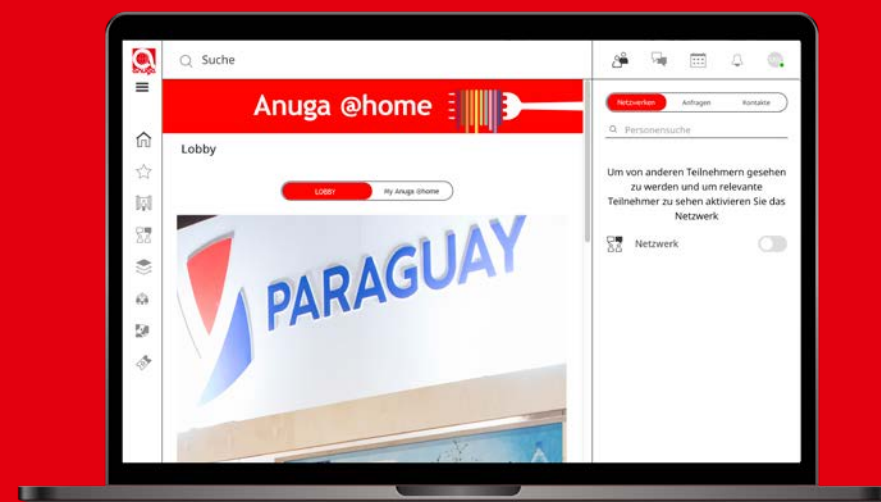 anuga
Suche
Anuga @home
Lobby
LOBBY
My Anuga @home
PARAGUAY
Netzwerken
Anfragen
Kontakte
Personensuche
Um von anderen Teilnehmern gesehen
zu werden und um relevante
Teilnehmer zu sehen aktivieren Sie das
Netzwerk
Netzwerk